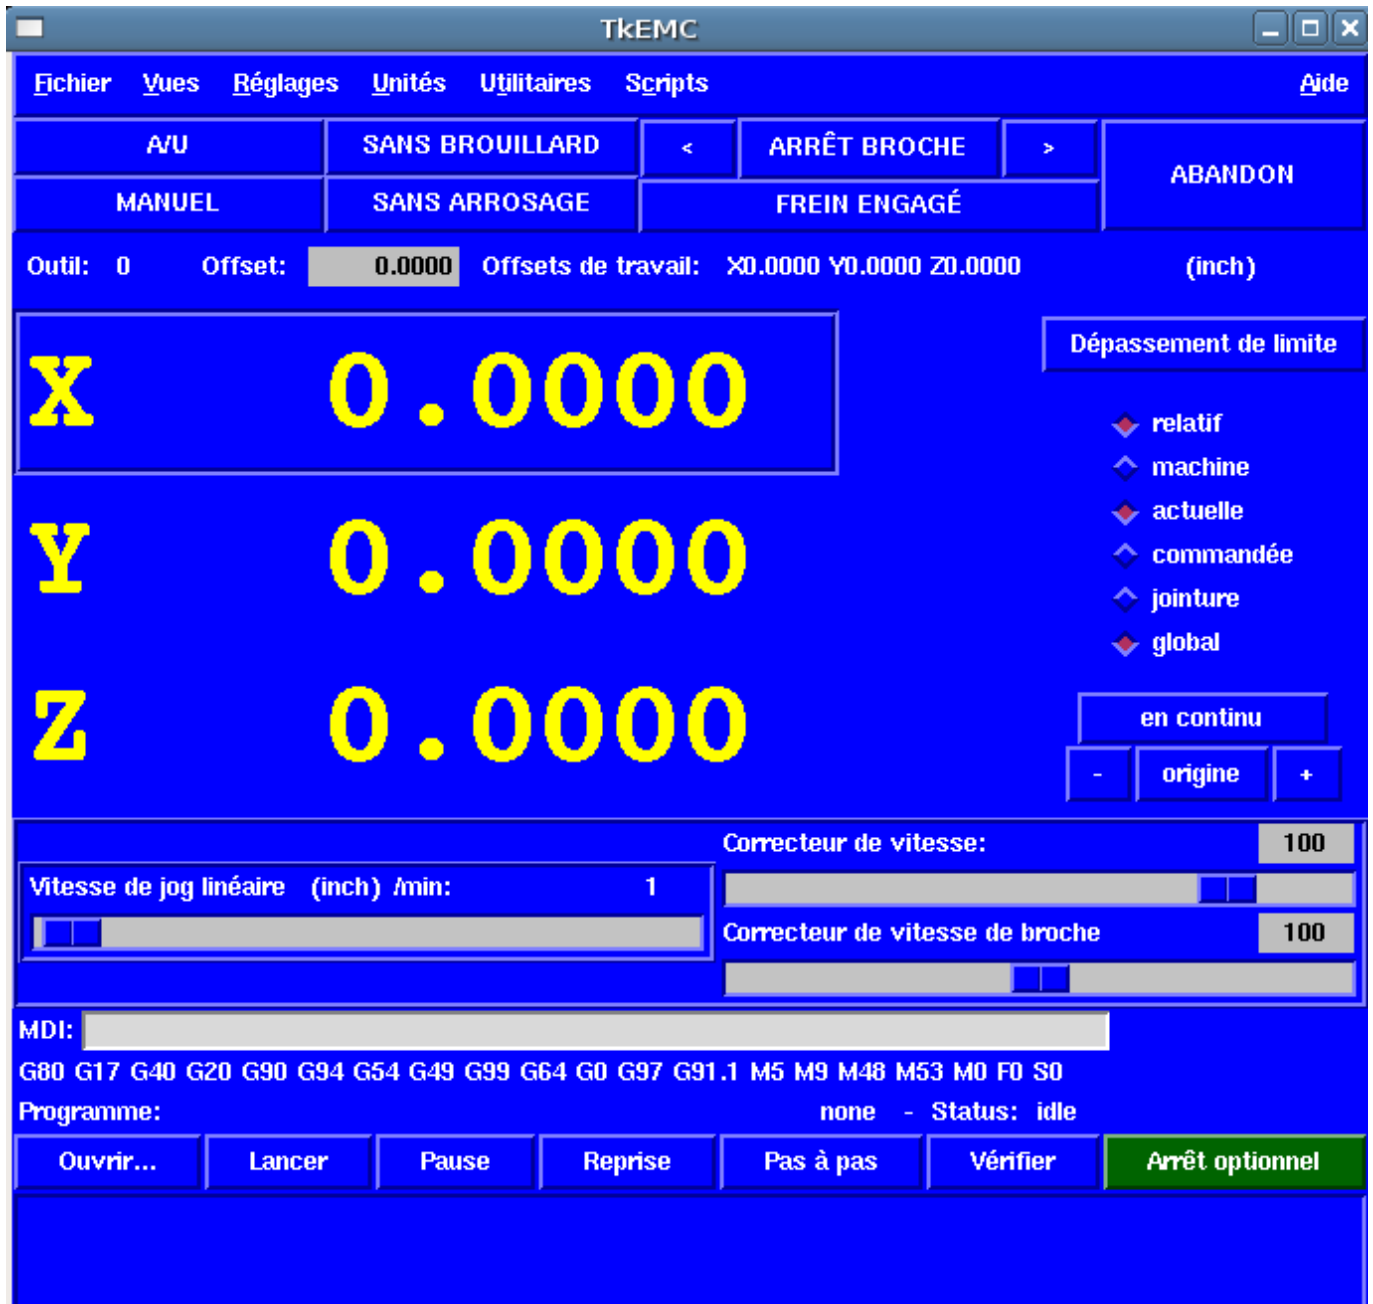 TkEMC
Fichier Vues Réglages Unités Utilitaires Scripts Aide
A/U SANS BROUILLARD < ARRÊT BROCHE > ABANDON
MANUEL SANS ARROSAGE FREIN ENGAGÉ
Outil: 0 Offset: 0.0000 Offsets de travail: X0.0000 Y0.0000 Z0.0000 (inch)
Dépassement de limite
X 0.0000
relatif
machine
actuelle
Y 0.0000
commandée
jointure
global
Z 0.0000
en continu
- origine +
Correcteur de vitesse: 100
Vitesse de jog linéaire (inch) /min: 1
Correcteur de vitesse de broche 100
MDI:
G80 G17 G40 G20 G90 G94 G54 G49 G99 G64 G0 G97 G91.1 M5 M9 M48 M53 M0 F0 S0
Programme: none - Status: idle
Ouvrir... Lancer Pause Reprise Pas à pas Vérifier Arrêt optionnel